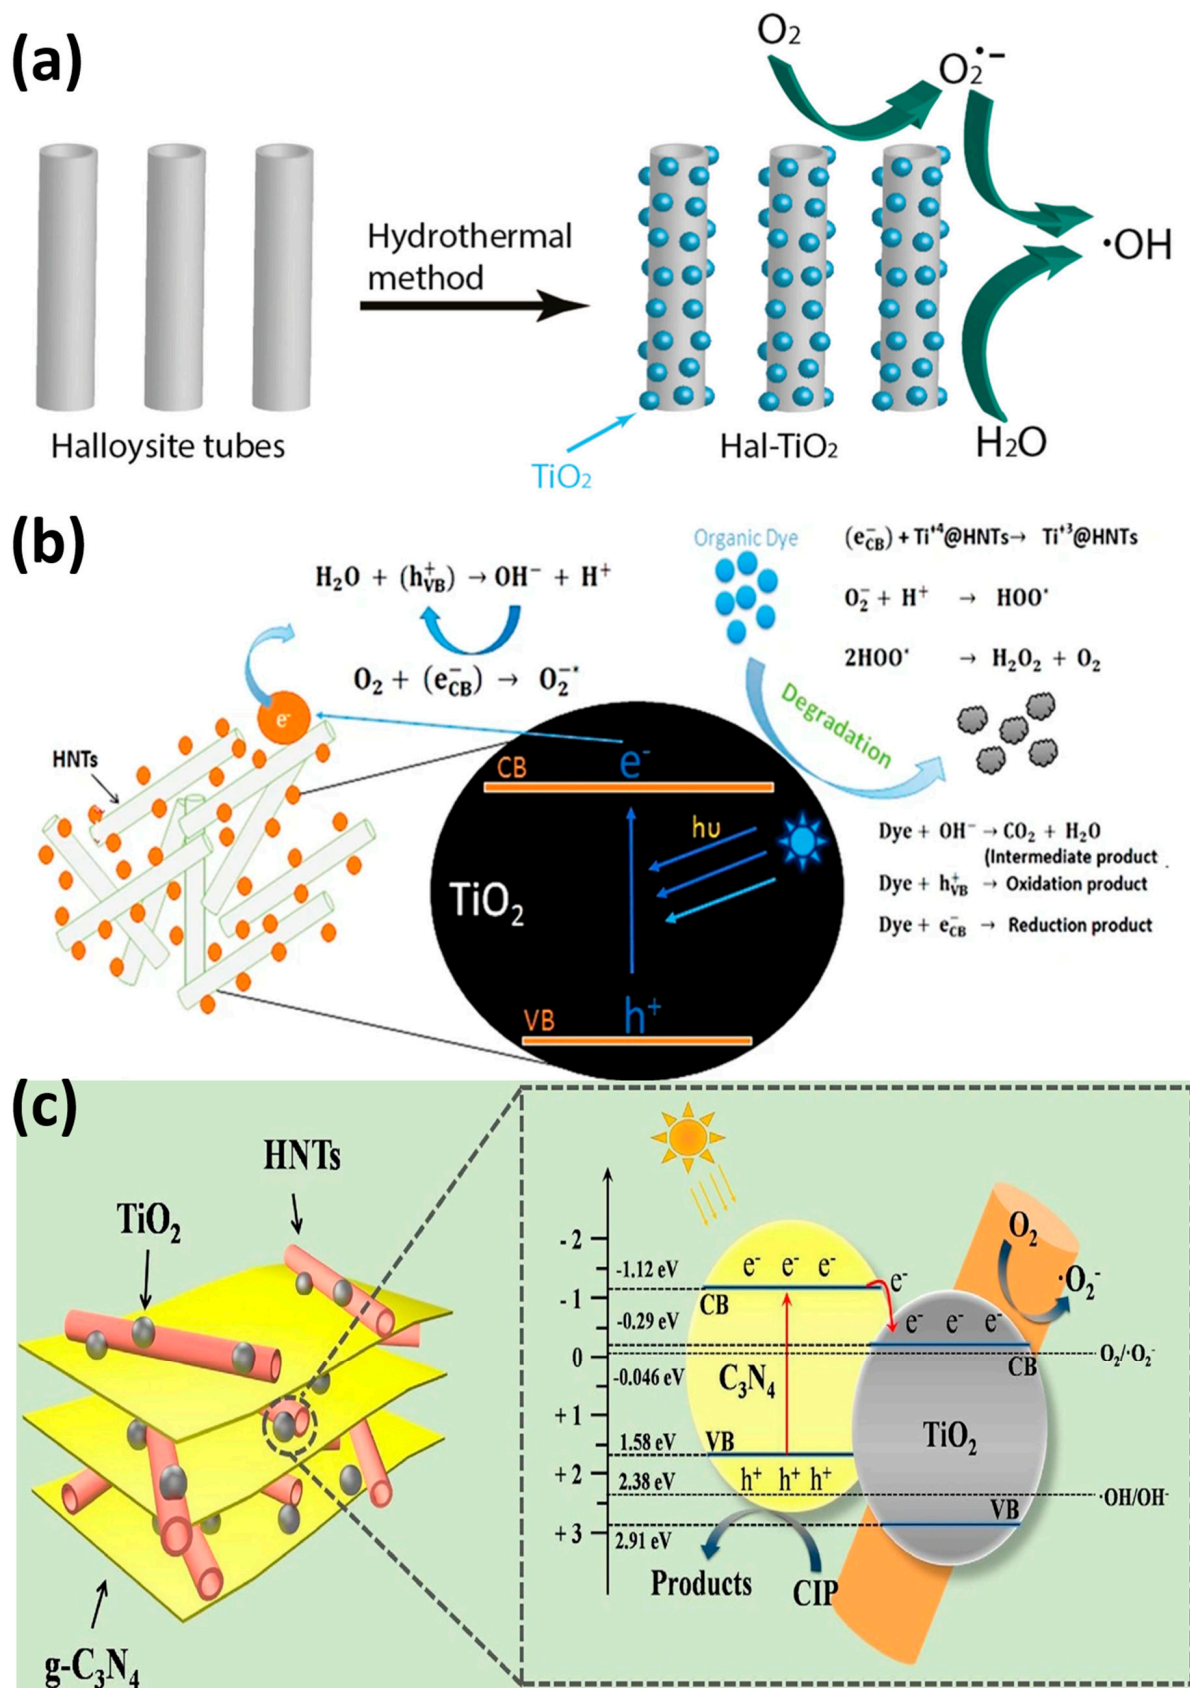 (a)
O₂
O₂•−
Hydrothermal
method
•OH
Halloysite tubes
Hal-TiO₂
H₂O
TiO₂
(b)
Organic Dye
(e⁻CB) + Ti⁺⁴@HNTs→ Ti⁺³@HNTs
H₂O + (h⁺VB) → OH⁻ + H⁺
O₂⁻ + H⁺ → HOO•
O₂ + (e⁻CB) → O₂⁻•
2HOO• → H₂O₂ + O₂
Degradation
e⁻
HNTs
CB
e⁻
hυ
TiO₂
Dye + OH⁻ → CO₂ + H₂O
(Intermediate product .
Dye + h⁺VB → Oxidation product
Dye + e⁻CB → Reduction product
VB
h⁺
(c)
HNTs
TiO₂
g-C₃N₄
- 2
-1.12 eV
- 1
-0.29 eV
0
-0.046 eV
+1
1.58 eV
+2
2.38 eV
+3
2.91 eV
e⁻ e⁻ e⁻
e⁻
CB
C₃N₄
VB
h⁺ h⁺ h⁺
Products
CIP
O₂
·O₂⁻
e⁻ e⁻ e⁻
CB
O₂/·O₂⁻
TiO₂
·OH/OH⁻
VB